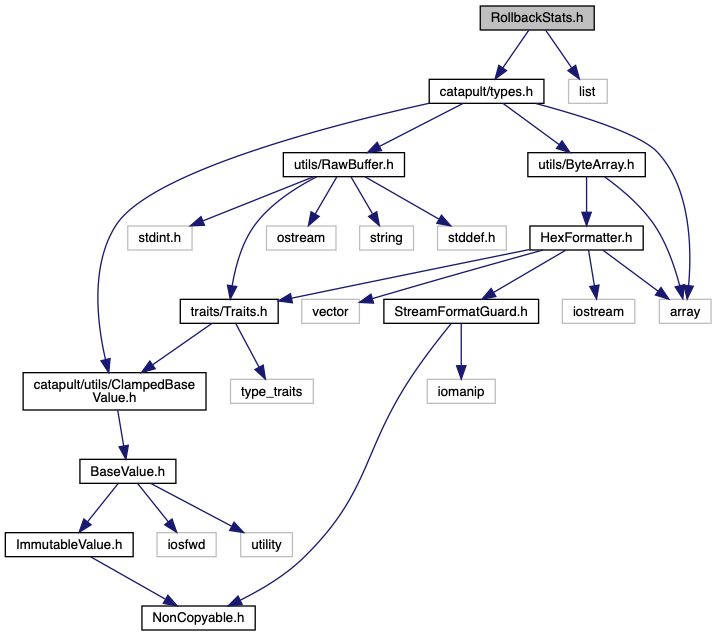 RollbackStats.h
catapult/types.h
list
utils/RawBuffer.h
utils/ByteArray.h
stdint.h
ostream
string
stddef.h
HexFormatter.h
traits/Traits.h
vector
StreamFormatGuard.h
iostream
array
catapult/utils/ClampedBase
Value.h
type_traits
iomanip
BaseValue.h
ImmutableValue.h
iosfwd
utility
NonCopyable.h